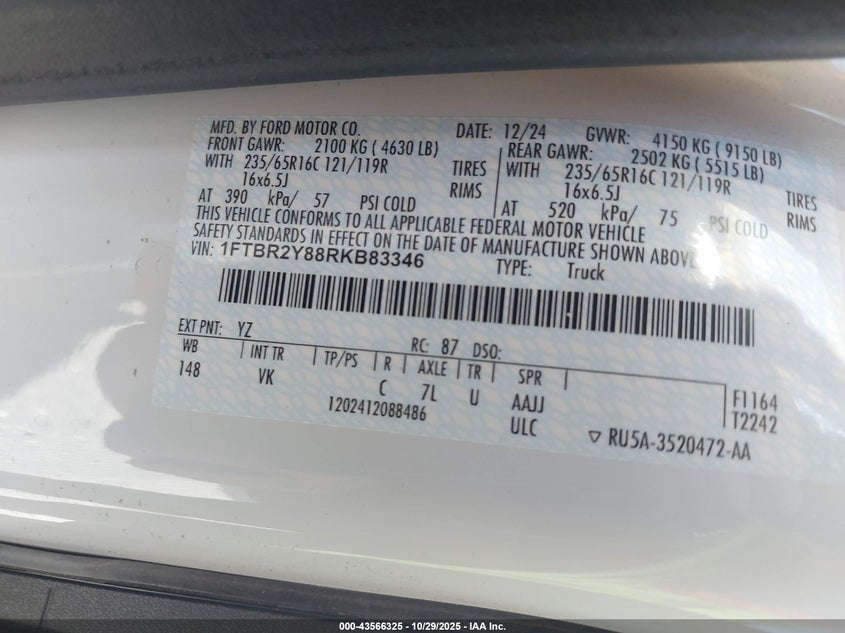 MFD. BY FORD MOTOR CO. DATE: 12/24 GVWR: 4150 KG ( 9150 LB)
FRONT GAWR: 2100 KG ( 4630 LB) REAR GAWR: 2502 KG ( 5515 LB)
WITH 235/65R16C 121/119R TIRES WITH 235/65R16C 121/119R TIRES
16x6.5J RIMS 16x6.5J RIMS
AT 390 kPa/ 57 PSI COLD AT 520 kPa/ 75 PSI COLD
THIS VEHICLE CONFORMS TO ALL APPLICABLE FEDERAL MOTOR VEHICLE
SAFETY STANDARDS IN EFFECT ON THE DATE OF MANUFACTURE SHOWN ABOVE
VIN: 1FTBR2Y88RKB83346 TYPE: Truck
EXT PNT: YZ RC: 87 DSO:
WB INT TR TP/PS R AXLE TR SPR
148 VK C 7L U AAJJ F1164
1202412088486 ULC T2242
RU5A-3520472-AA
000-43566325 | 10/29/2025 | IAA Inc.